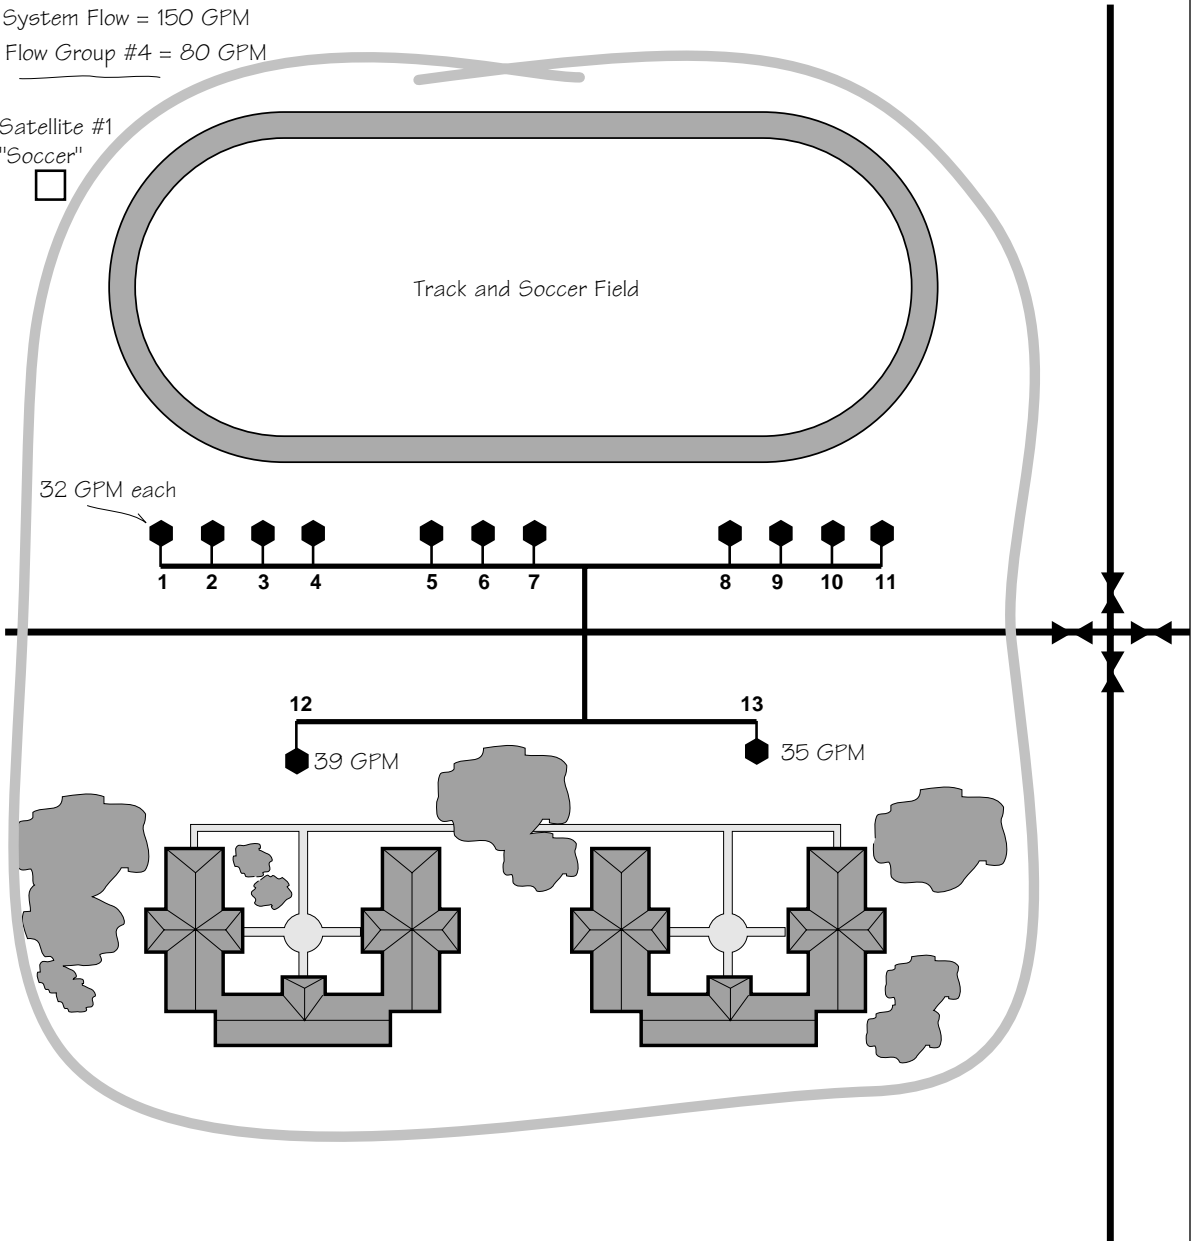 System Flow = 150 GPM
Flow Group #4 = 80 GPM
Satellite #1
"Soccer"
Track and Soccer Field
32 GPM each
1 2 3 4 5 6 7 8 9 10 11
12 13
39 GPM 35 GPM